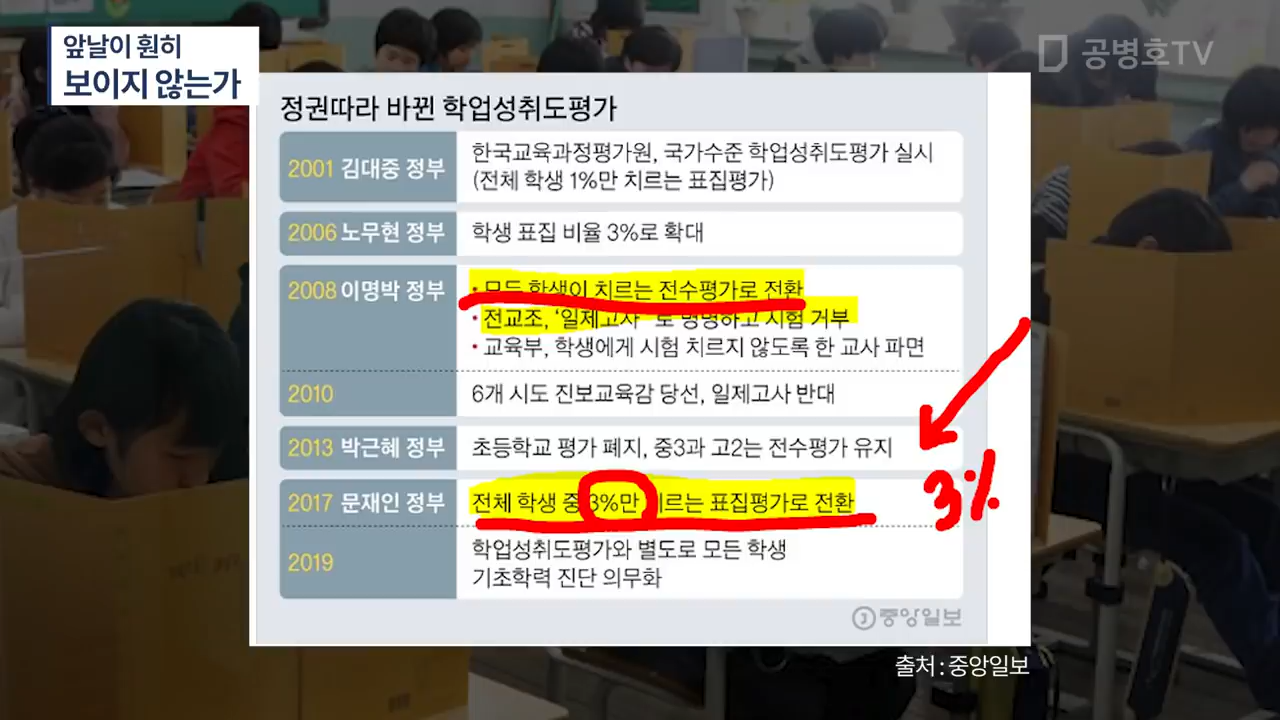 앞날이 훤히
보이지 않는가
공병호TV
정권따라 바뀐 학업성취도평가
2001 김대중 정부
한국교육과정평가원, 국가수준 학업성취도평가 실시
(전체 학생 1%만 치르는 표집평가)
2006 노무현 정부
학생 표집 비율 3%로 확대
2008 이명박 정부
• 모든 학생이 치르는 전수평가로 전환
• 전교조, '일제고사'로 명명하고 시험 거부
• 교육부, 학생에게 시험 치르지 않도록 한 교사 파면
2010
6개 시도 진보교육감 당선, 일제고사 반대
2013 박근혜 정부
초등학교 평가 폐지, 중3과 고2는 전수평가 유지
3%
2017 문재인 정부
전체 학생 중 3%만 치르는 표집평가로 전환
2019
학업성취도평가와 별도로 모든 학생
기초학력 진단 의무화
중앙일보
출처 : 중앙일보